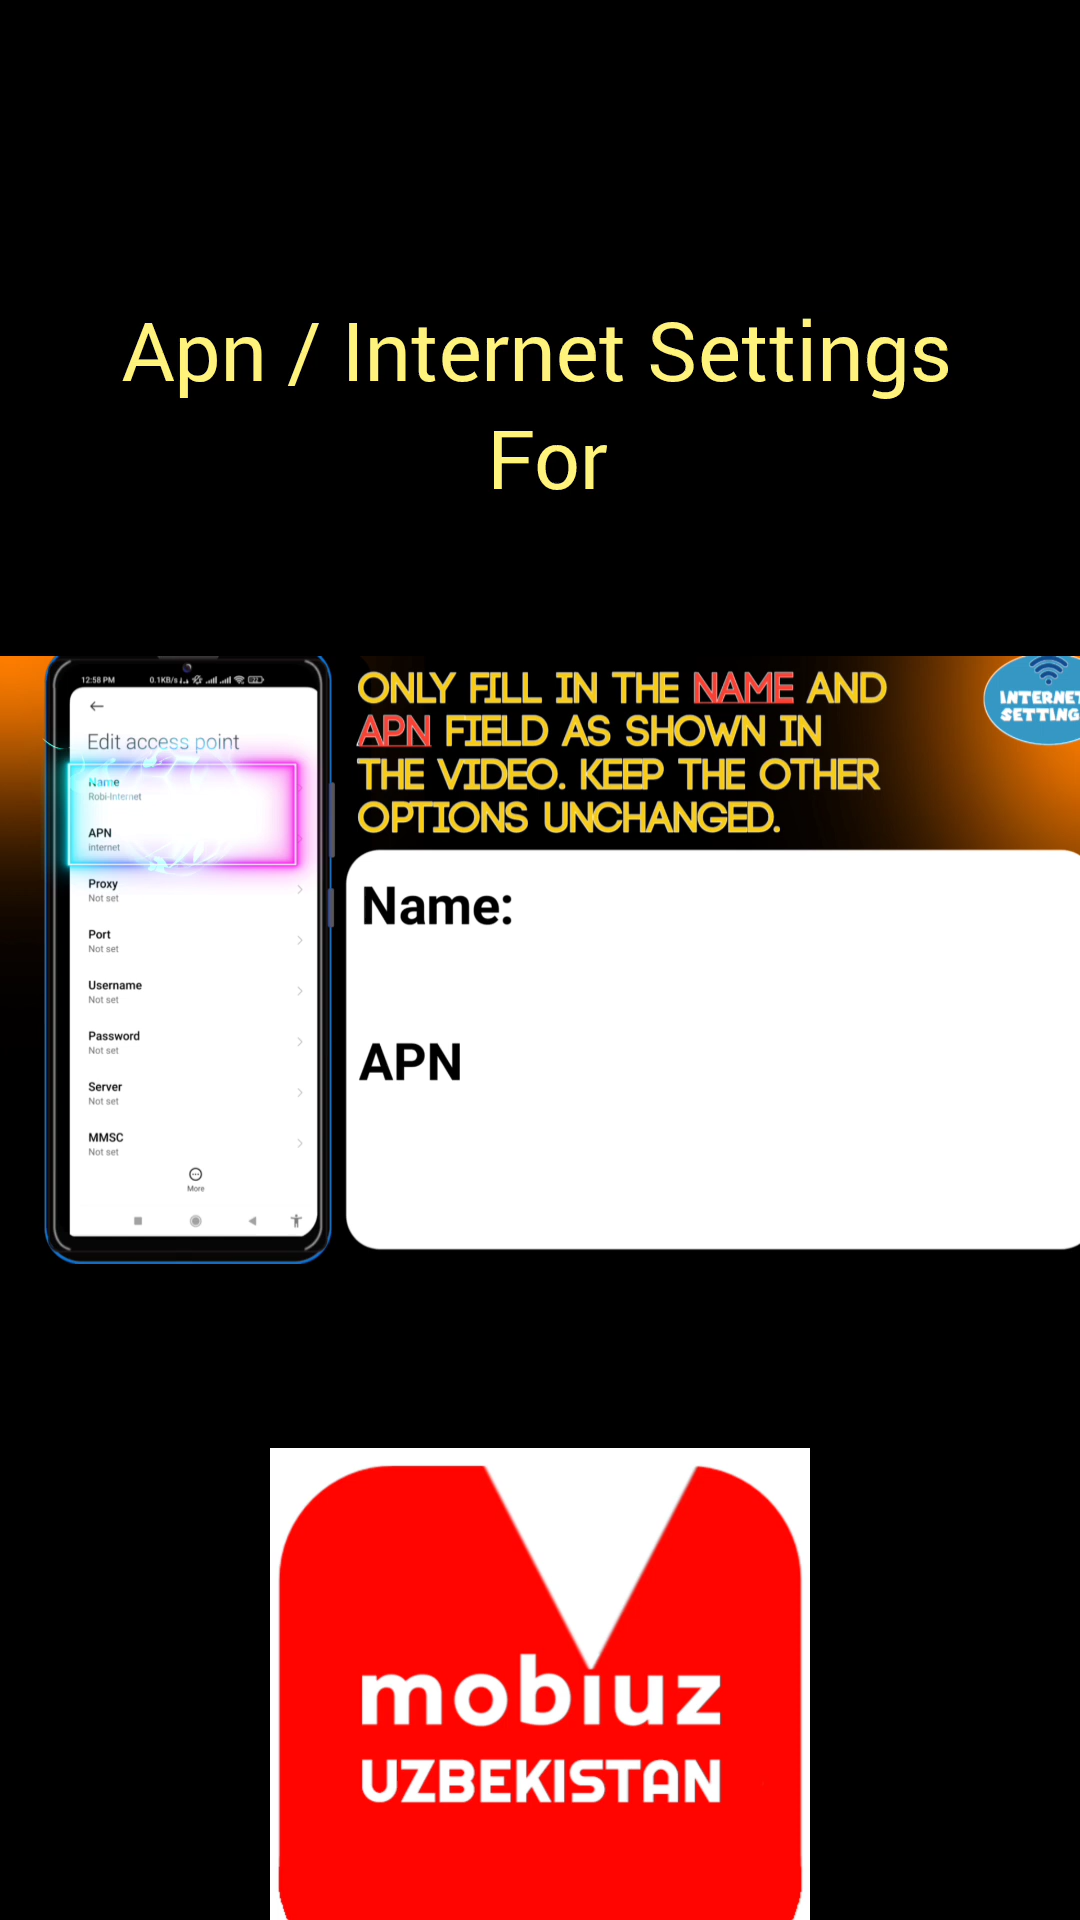 Apn / Internet Settings
For
12:58 PM
0.1KB/s
Edit access point
Name
Robi-Internet
APN
internet
Proxy
Not set
Port
Not set
Username
Not set
Password
Not set
Server
Not set
MMSC
Not set
More
ONLY FILL IN THE NAME AND
APN FIELD AS SHOWN IN
THE VIDEO. KEEP THE OTHER
OPTIONS UNCHANGED.
INTERNET
SETTING
Name:
APN
mobiuz
UZBEKISTAN